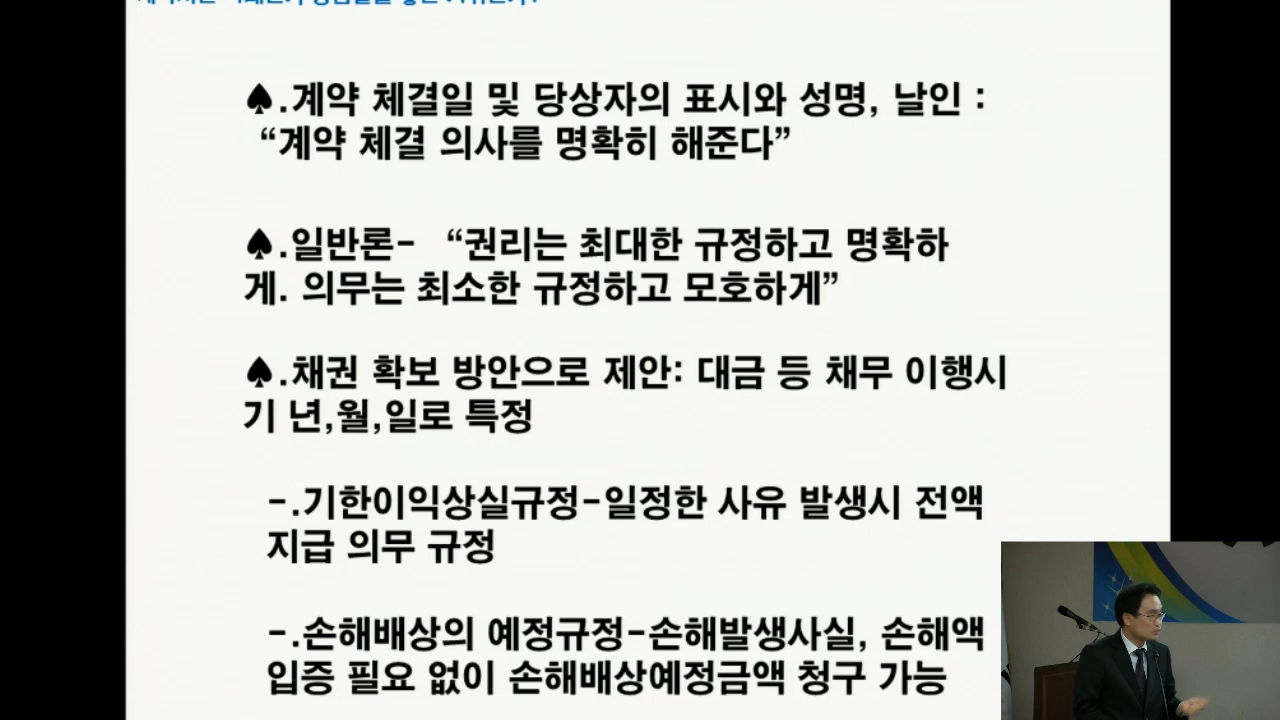 ♠.계약 체결일 및 당상자의 표시와 성명, 날인 :
“계약 체결 의사를 명확히 해준다”
♠.일반론- “권리는 최대한 규정하고 명확하
게. 의무는 최소한 규정하고 모호하게”
♠.채권 확보 방안으로 제안: 대금 등 채무 이행시
기 년,월,일로 특정
-.기한이익상실규정-일정한 사유 발생시 전액
지급 의무 규정
-.손해배상의 예정규정-손해발생사실, 손해액
입증 필요 없이 손해배상예정금액 청구 가능